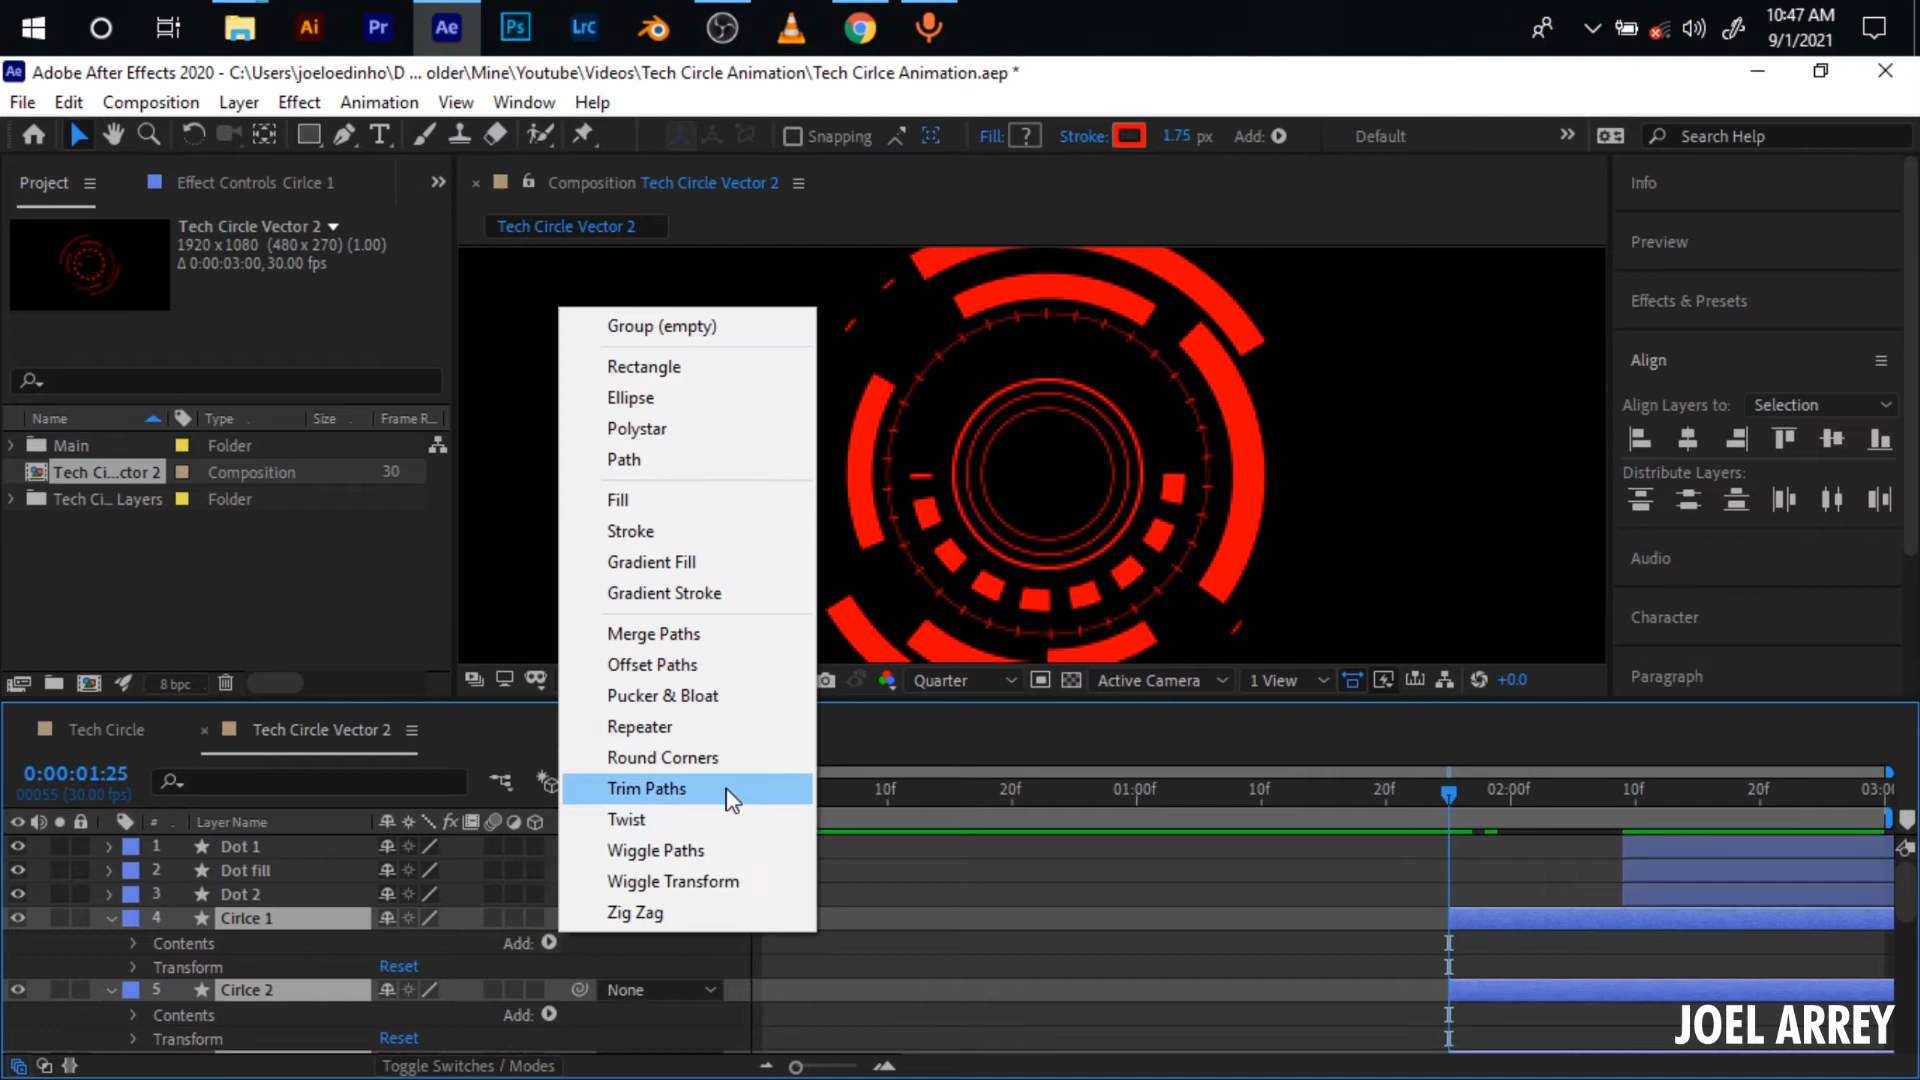 Ai
Pr
Ae
Ps
Lrc
10:47 AM
9/1/2021
Ae
Adobe After Effects 2020 - C:\Users\joeloedinho\D ... older\Mine\Youtube\Videos\Tech Circle Animation\Tech Cirlce Animation.aep *
File Edit Composition Layer Effect Animation View Window Help
T
Snapping
Fill: ?
Stroke:
1.75 px
Add:
Default
Search Help
Project
Effect Controls Cirlce 1
Composition Tech Circle Vector 2
Info
Tech Circle Vector 2
Tech Circle Vector 2
1920 x 1080 (480 x 270) (1.00)
Δ 0:00:03:00, 30.00 fps
Preview
Effects & Presets
Align
Align Layers to: Selection
Distribute Layers:
Audio
Character
Paragraph
Name Type Size Frame R...
Main Folder
Tech Ci...ctor 2 Composition 30
Tech Ci... Layers Folder
8 bpc
Group (empty)
Rectangle
Ellipse
Polystar
Path
Fill
Stroke
Gradient Fill
Gradient Stroke
Merge Paths
Offset Paths
Pucker & Bloat
Repeater
Round Corners
Trim Paths
Twist
Wiggle Paths
Wiggle Transform
Zig Zag
Quarter
Active Camera
1 View
+0.0
Tech Circle
Tech Circle Vector 2
0:00:01:25
00055 (30.00 fps)
10f 20f 01:00f 10f 20f 02:00f 10f 03:00
# Layer Name fx
1 Dot 1
2 Dot fill
3 Dot 2
4 Cirlce 1
Contents Add:
Transform Reset
5 Cirlce 2 None
Contents Add:
Transform Reset
Toggle Switches / Modes
JOEL ARREY